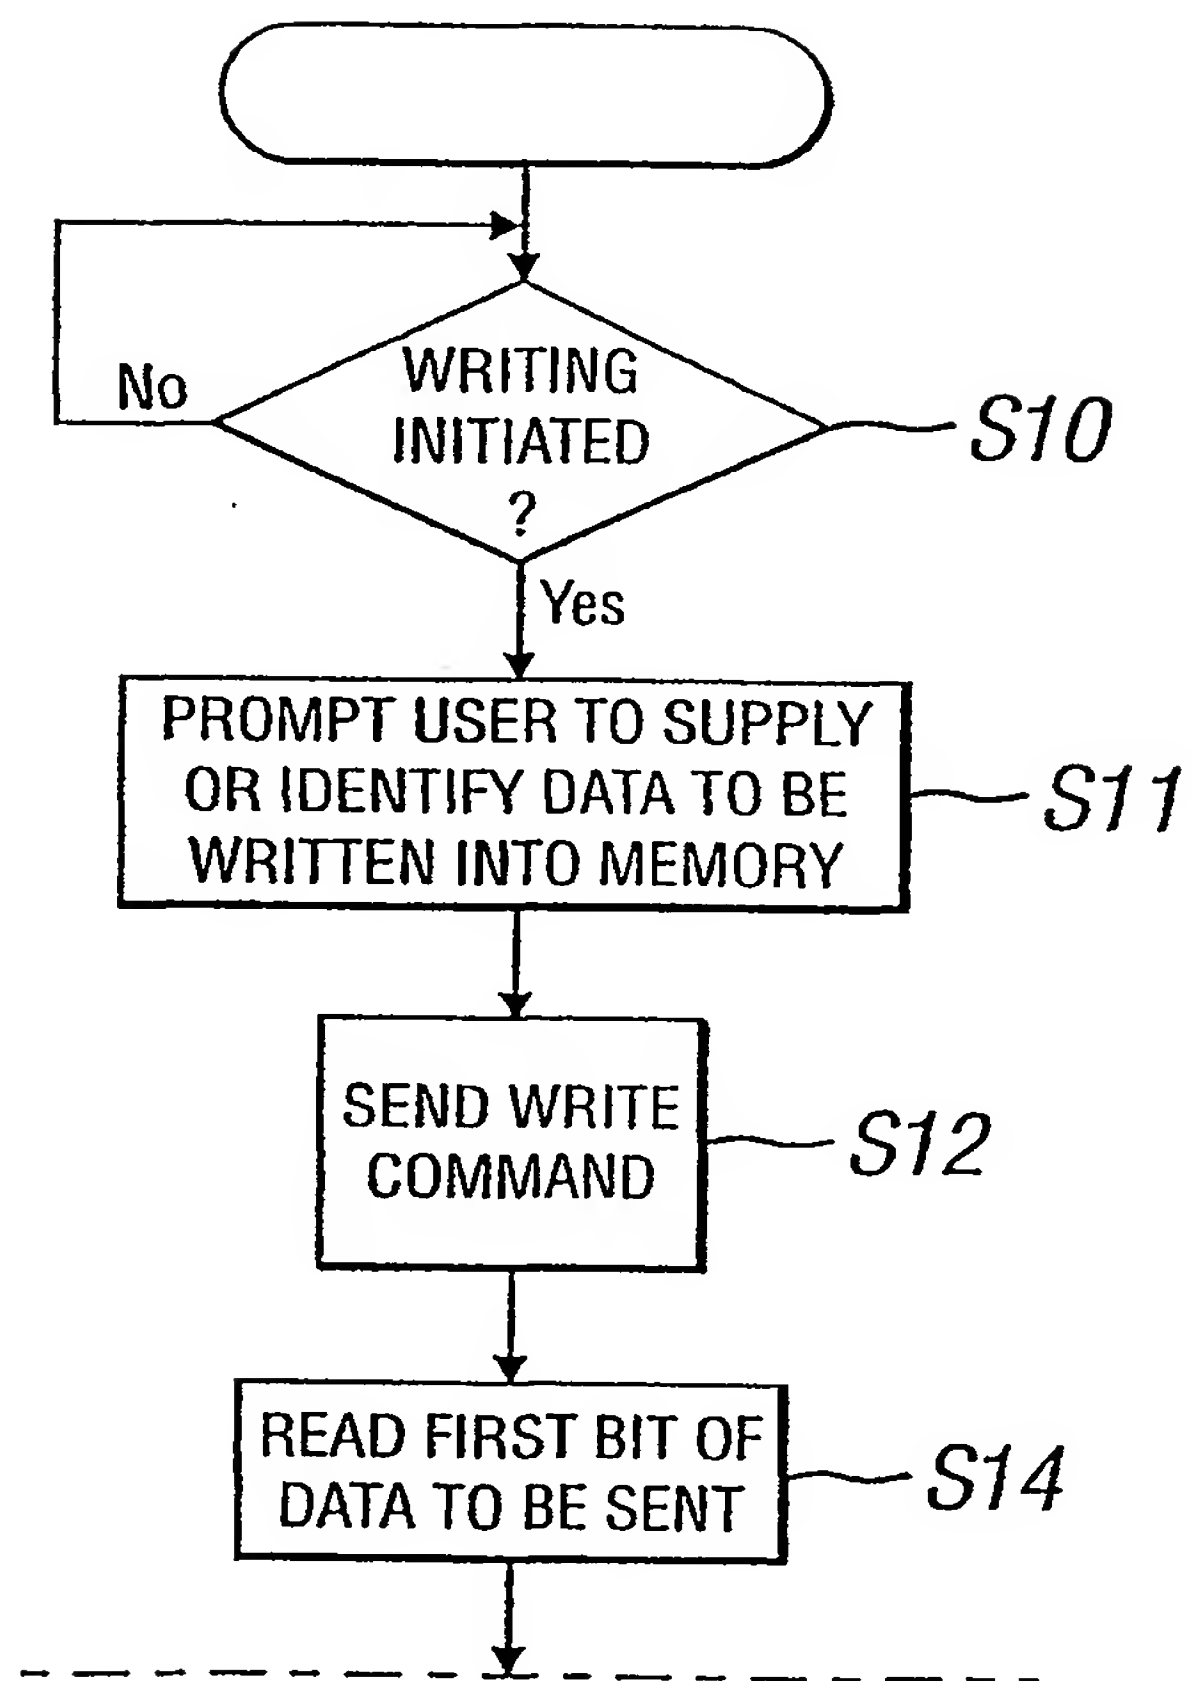 WRITING
INITIATED
?
No
S10
Yes
PROMPT USER TO SUPPLY
OR IDENTIFY DATA TO BE
WRITTEN INTO MEMORY
S11
SEND WRITE
COMMAND
S12
READ FIRST BIT OF
DATA TO BE SENT
S14